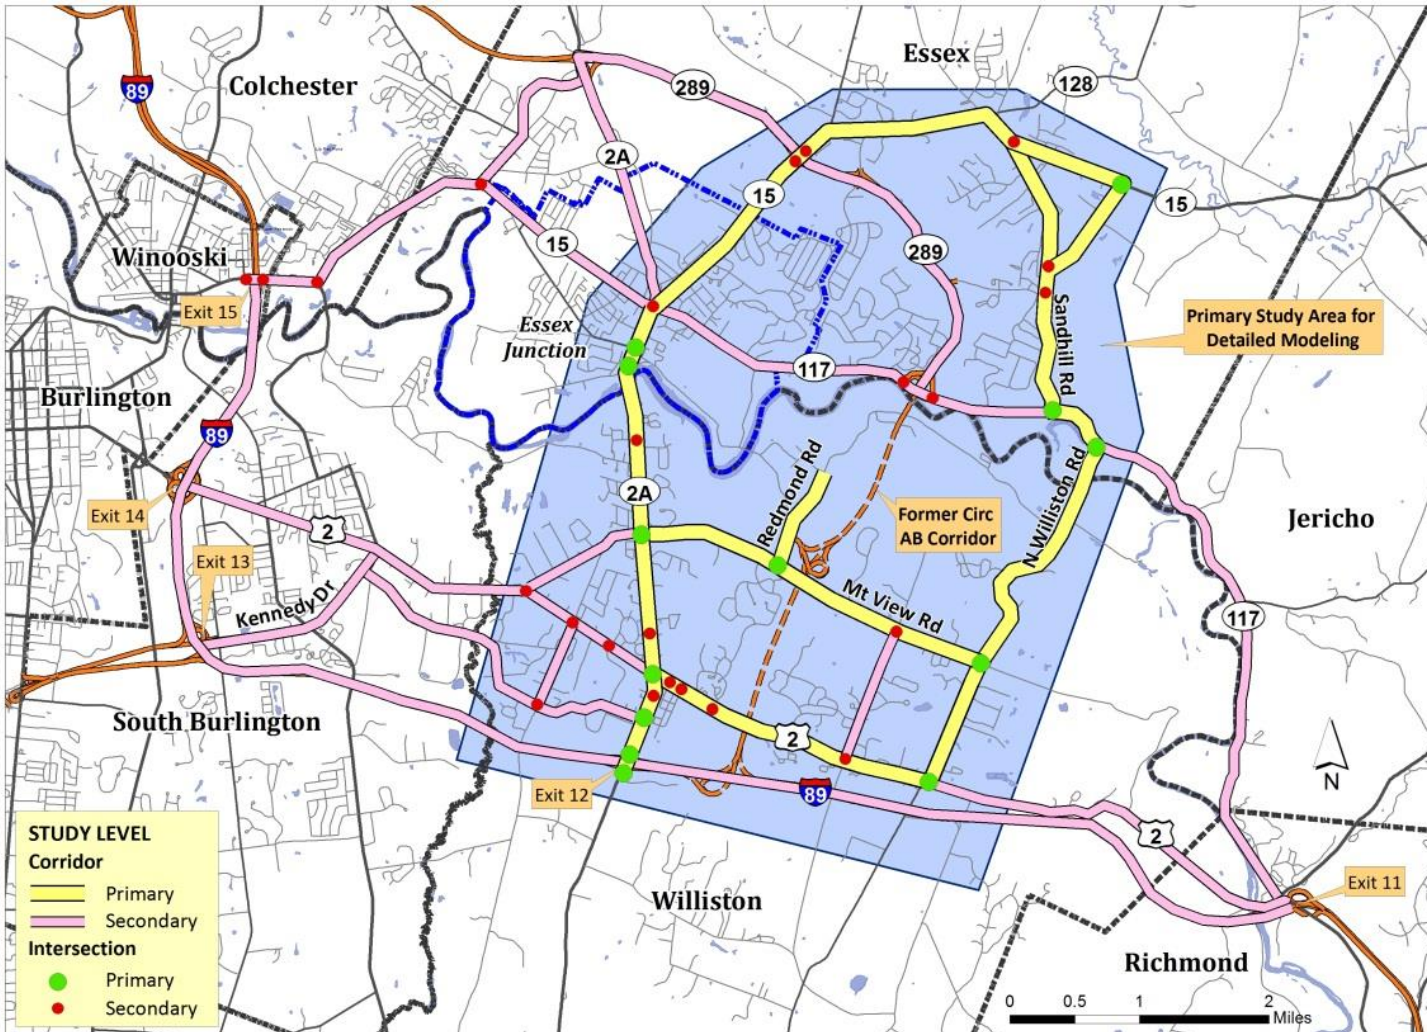 Essex
128
289
Colchester
89
2A
15
15
Winooski
15
289
Exit 15
Essex
Junction
Sandhill Rd
Primary Study Area for
Detailed Modeling
117
Burlington
89
Redmond Rd
N Williston Rd
2A
Exit 14
Former Circ
AB Corridor
Jericho
2
Exit 13
Kennedy Dr
Mt View Rd
117
South Burlington
2
N
Exit 12
89
2
STUDY LEVEL
Corridor
Primary
Secondary
Intersection
Primary
Secondary
Exit 11
Williston
Richmond
0 0.5 1 2
Miles